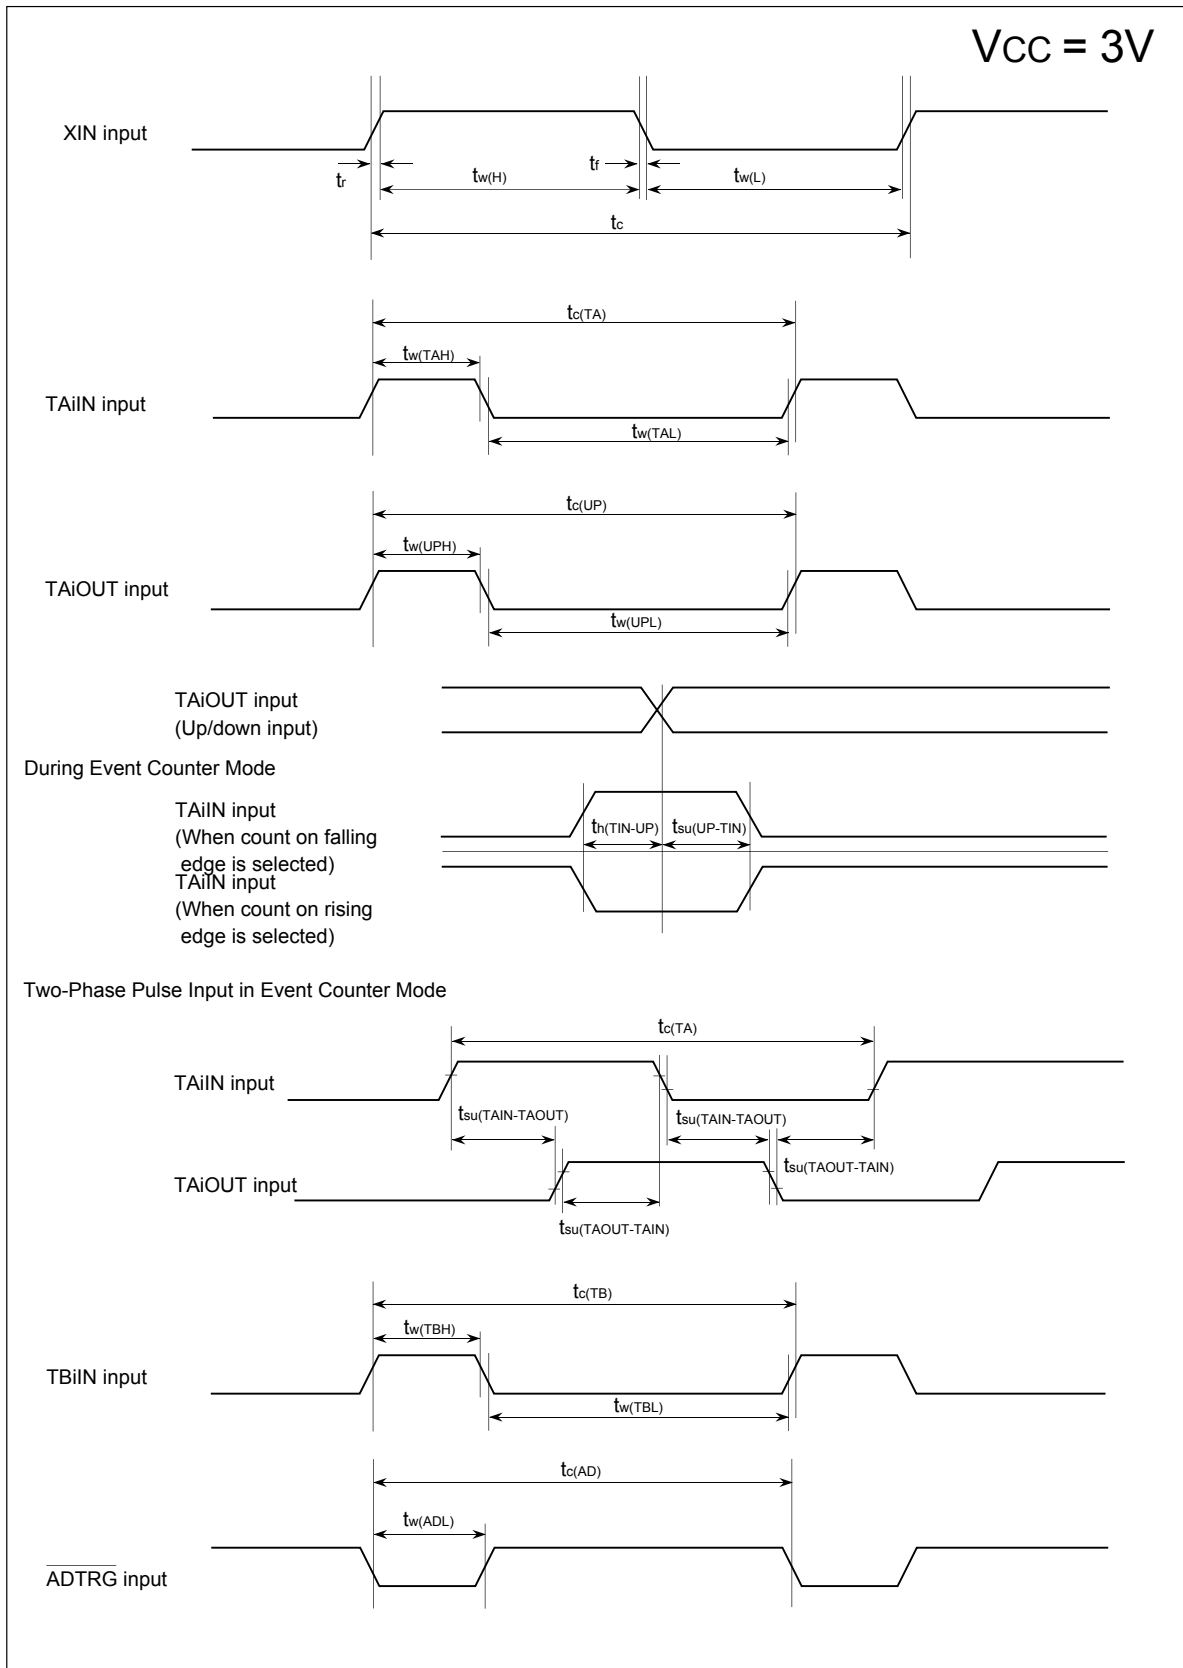 VCC = 3V
XIN input
tr
tw(H)
tf
tw(L)
tc
tc(TA)
tw(TAH)
TAiIN input
tw(TAL)
tc(UP)
tw(UPH)
TAiOUT input
tw(UPL)
TAiOUT input
(Up/down input)
During Event Counter Mode
TAiIN input
(When count on falling
edge is selected)
th(TIN-UP)
tsu(UP-TIN)
TAiIN input
(When count on rising
edge is selected)
Two-Phase Pulse Input in Event Counter Mode
tc(TA)
TAiIN input
tsu(TAIN-TAOUT)
tsu(TAIN-TAOUT)
tsu(TAOUT-TAIN)
TAiOUT input
tsu(TAOUT-TAIN)
tc(TB)
tw(TBH)
TBiIN input
tw(TBL)
tc(AD)
tw(ADL)
ADTRG input